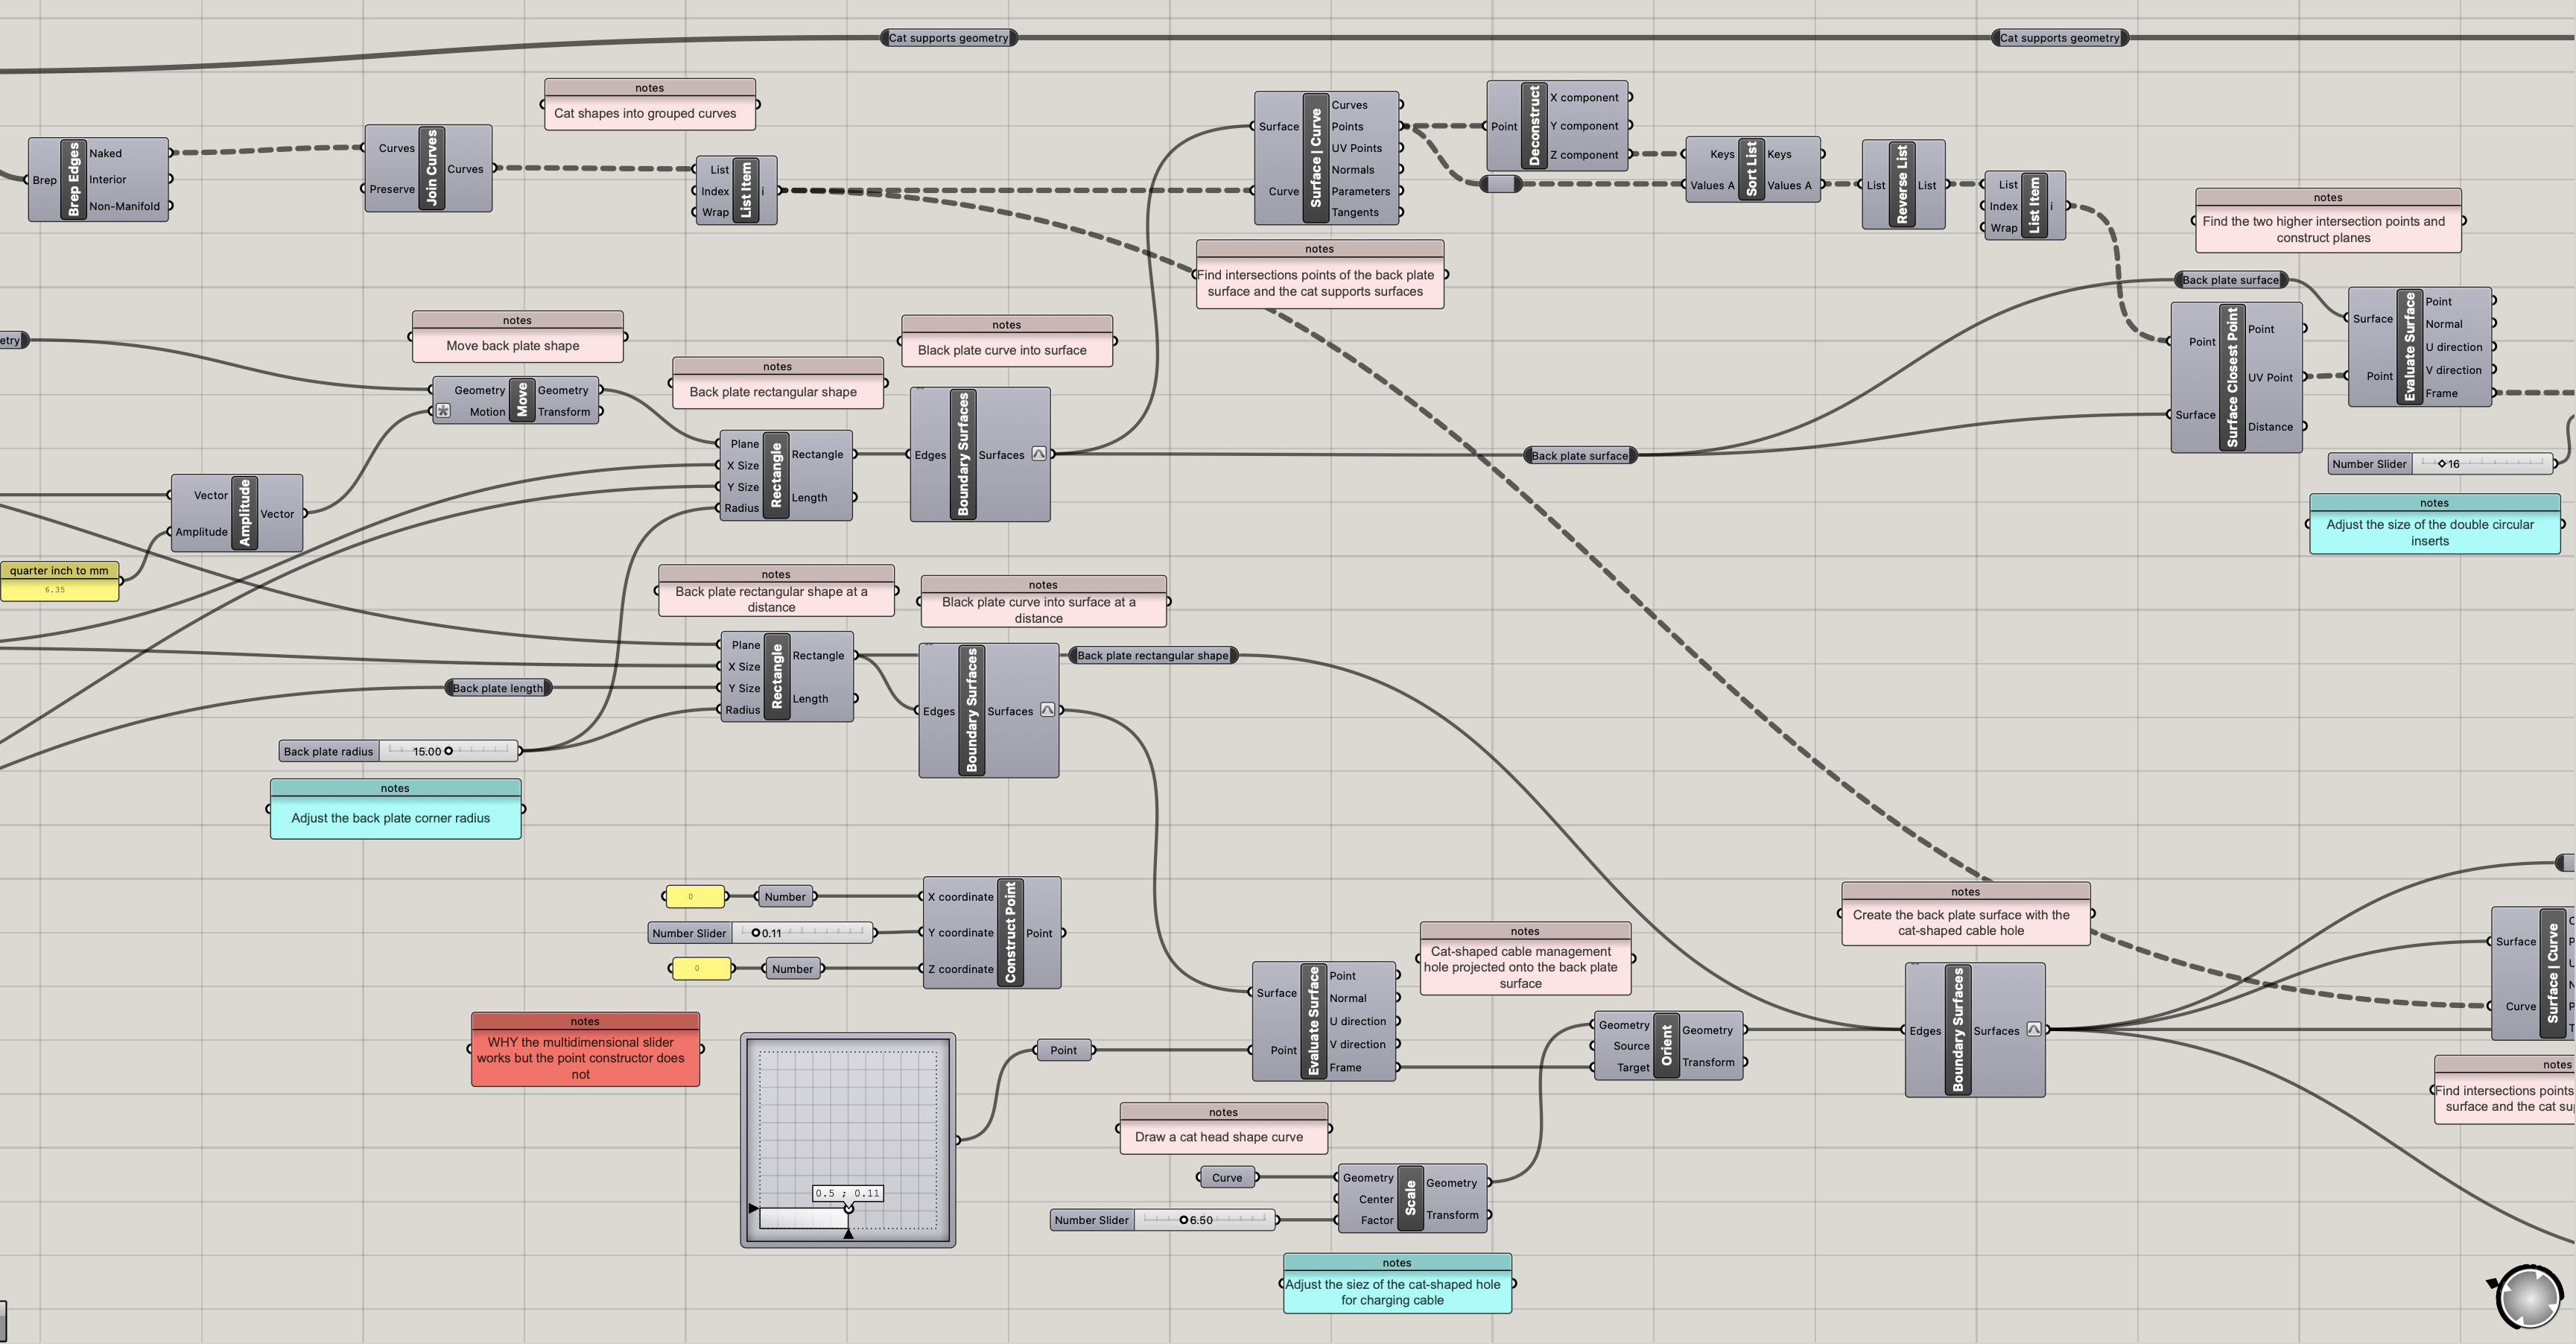 Cat supports geometry
Cat supports geometry
notes
Cat shapes into grouped curves
Brep
Brep Edges
Naked
Interior
Non-Manifold
Curves
Preserve
Join Curves
Curves
List
Index
Wrap
List Item
i
Surface
Curve
Surface | Curve
Curves
Points
UV Points
Normals
Parameters
Tangents
Point
Deconstruct
X component
Y component
Z component
Keys
Values A
Sort List
Keys
Values A
List
Reverse List
List
List
Index
Wrap
List Item
i
notes
Find the two higher intersection points and
construct planes
notes
Find intersections points of the back plate
surface and the cat supports surfaces
etry
notes
Move back plate shape
Geometry
Motion
Move
Geometry
Transform
notes
Back plate rectangular shape
notes
Black plate curve into surface
Plane
X Size
Y Size
Radius
Rectangle
Rectangle
Length
Edges
Boundary Surfaces
Surfaces
Back plate surface
Back plate surface
Point
Surface
Surface Closest Point
Point
UV Point
Distance
Surface
Point
Evaluate Surface
Point
Normal
U direction
V direction
Frame
Number Slider
16
notes
Adjust the size of the double circular
inserts
Vector
Amplitude
Amplitude
Vector
quarter inch to mm
6.35
notes
Back plate rectangular shape at a
distance
notes
Black plate curve into surface at a
distance
Plane
X Size
Y Size
Radius
Rectangle
Rectangle
Length
Edges
Boundary Surfaces
Surfaces
Back plate rectangular shape
Back plate length
Back plate radius
15.00
notes
Adjust the back plate corner radius
0
Number
Number Slider
0.11
0
Number
X coordinate
Y coordinate
Z coordinate
Construct Point
Point
notes
WHY the multidimensional slider
works but the point constructor does
not
0.5 ; 0.11
Point
Surface
Point
Evaluate Surface
Point
Normal
U direction
V direction
Frame
notes
Cat-shaped cable management
hole projected onto the back plate
surface
Geometry
Source
Target
Orient
Geometry
Transform
notes
Create the back plate surface with the
cat-shaped cable hole
Edges
Boundary Surfaces
Surfaces
Surface
Curve
Surface | Curve
notes
Find intersections points
surface and the cat su
notes
Draw a cat head shape curve
Curve
Number Slider
6.50
Geometry
Center
Factor
Scale
Geometry
Transform
notes
Adjust the siez of the cat-shaped hole
for charging cable